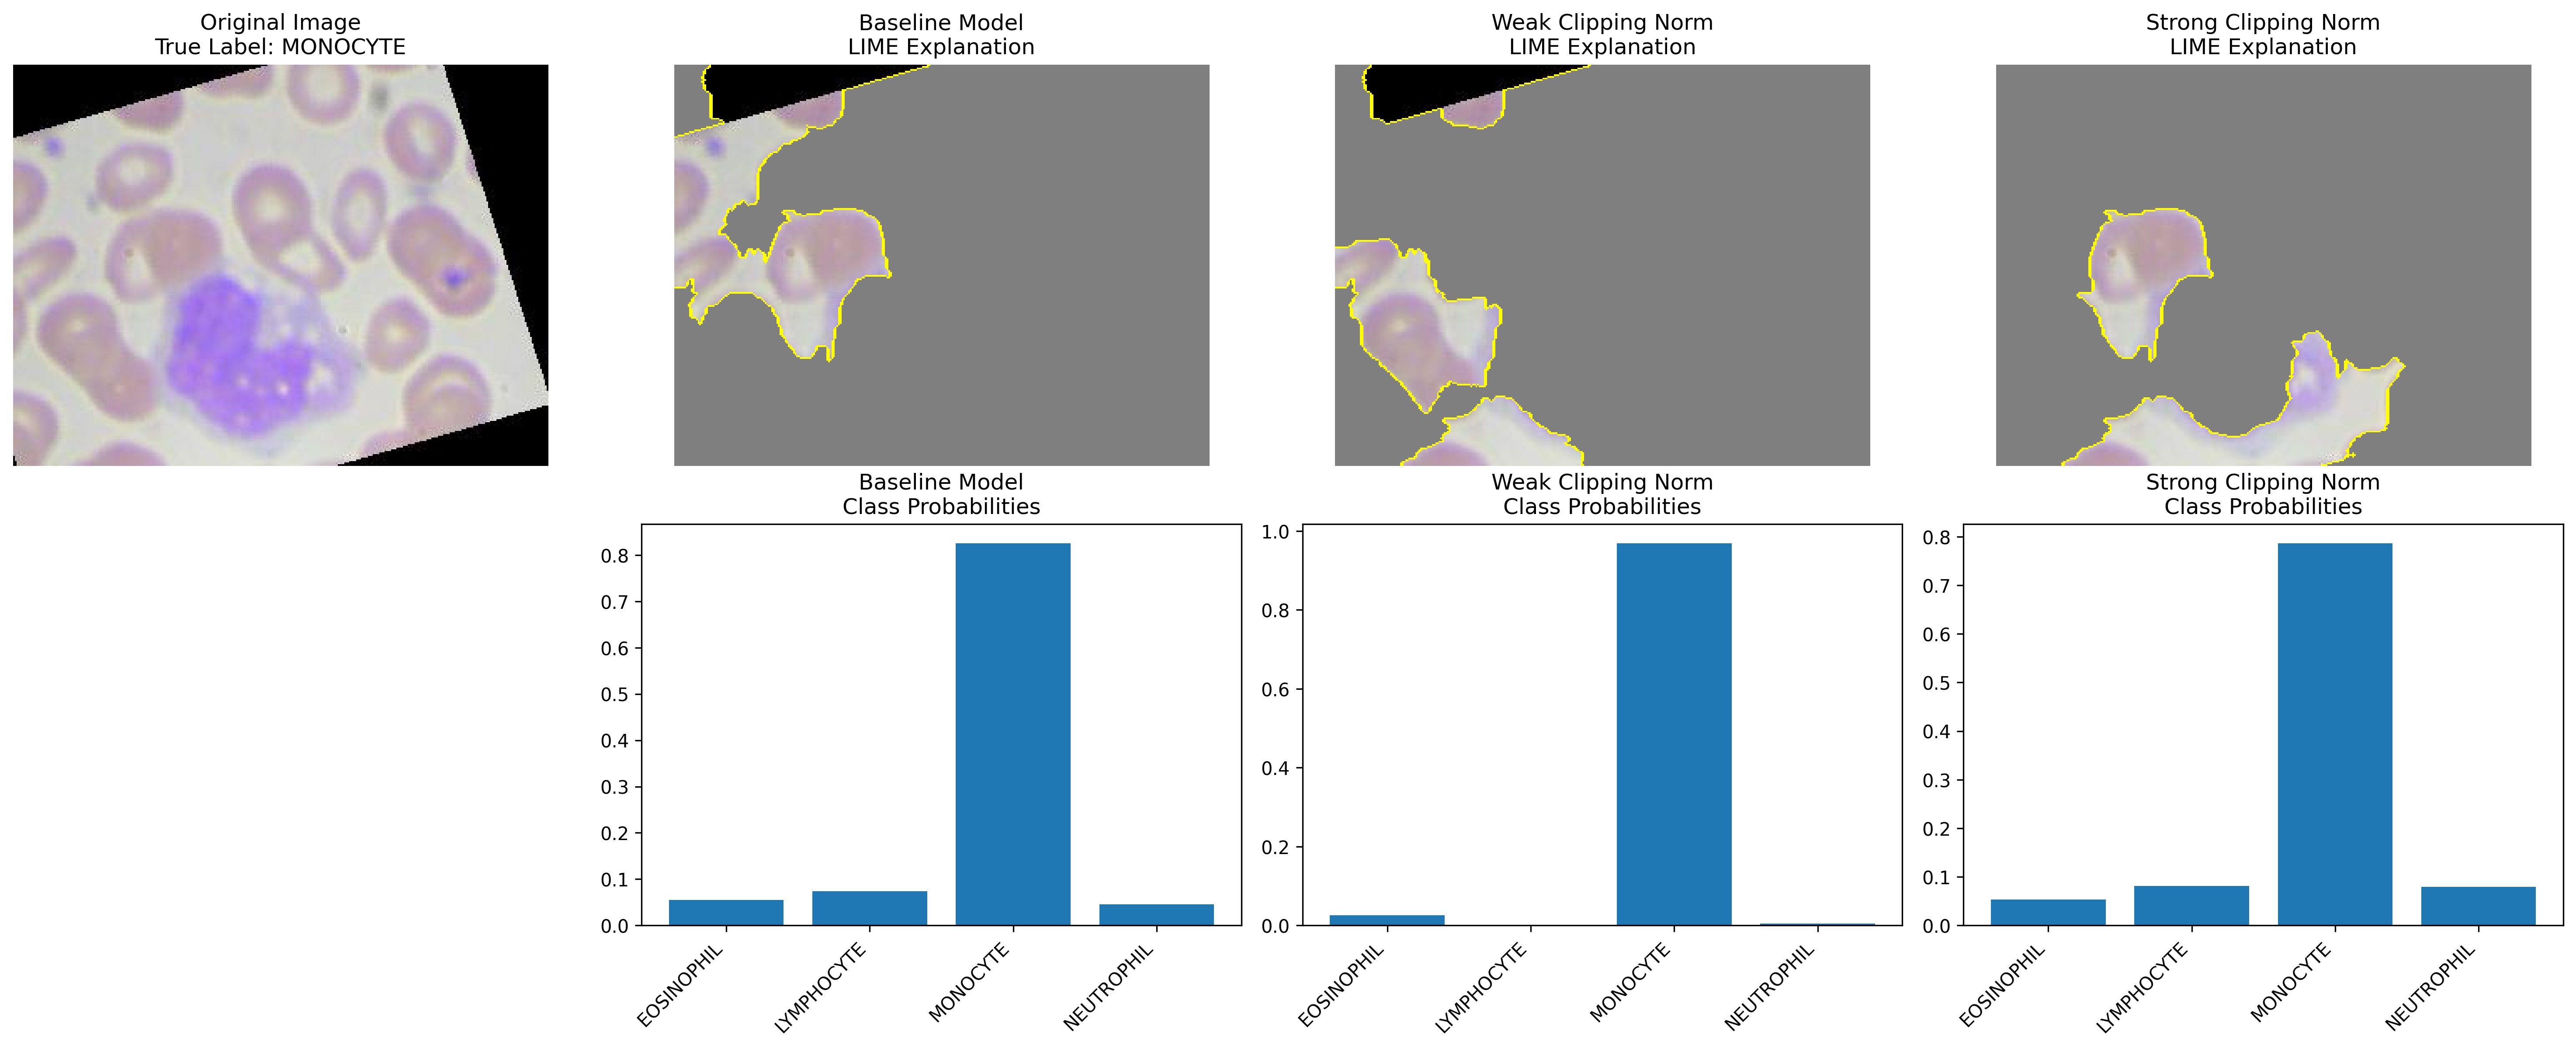 Original Image
True Label: MONOCYTE
Baseline Model
LIME Explanation
Weak Clipping Norm
LIME Explanation
Strong Clipping Norm
LIME Explanation
Baseline Model
Class Probabilities
0.8
0.7
0.6
0.5
0.4
0.3
0.2
0.1
0.0
EOSINOPHIL
LYMPHOCYTE
MONOCYTE
NEUTROPHIL
Weak Clipping Norm
Class Probabilities
1.0
0.8
0.6
0.4
0.2
0.0
EOSINOPHIL
LYMPHOCYTE
MONOCYTE
NEUTROPHIL
Strong Clipping Norm
Class Probabilities
0.8
0.7
0.6
0.5
0.4
0.3
0.2
0.1
0.0
EOSINOPHIL
LYMPHOCYTE
MONOCYTE
NEUTROPHIL